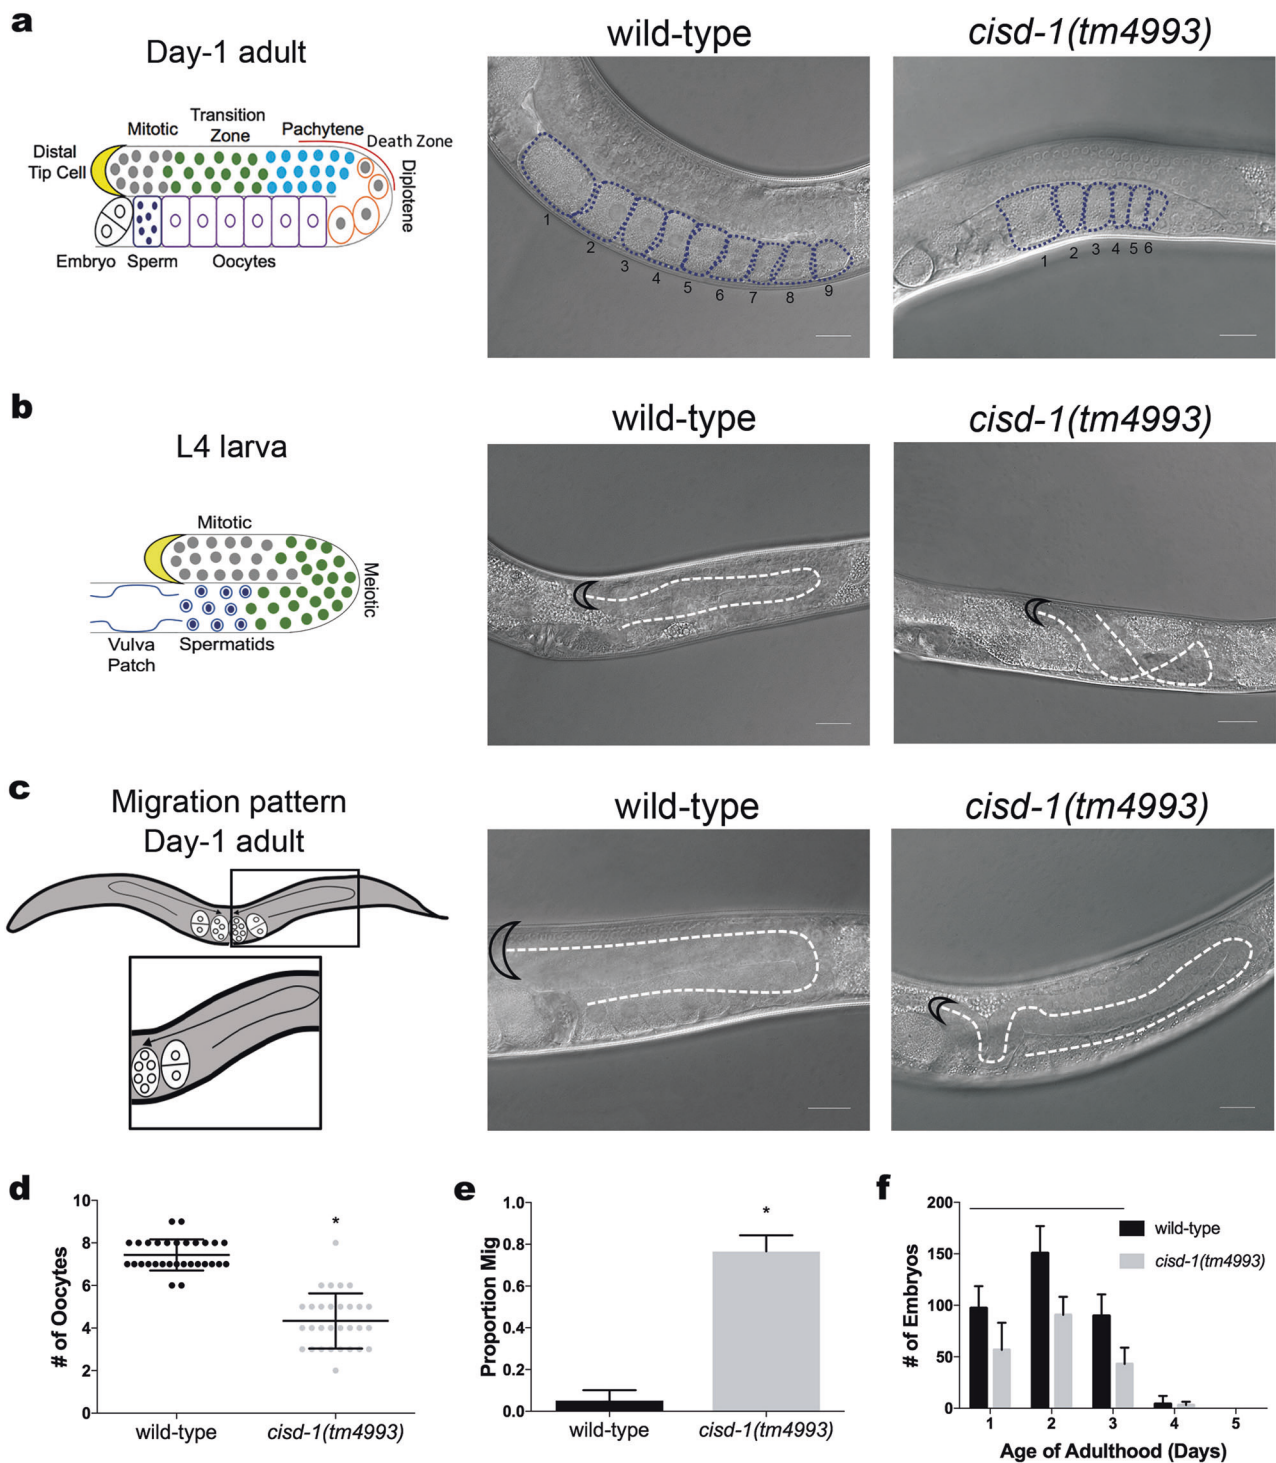 a
Day-1 adult
wild-type
cisd-1(tm4993)
Distal
Tip Cell
Mitotic
Transition
Zone
Pachytene
Death Zone
Diplotene
Embryo
Sperm
Oocytes
1
2
3
4
5
6
7
8
9
1
2
3
4
5
6
b
L4 larva
wild-type
cisd-1(tm4993)
Mitotic
Meiotic
Vulva
Patch
Spermatids
c
Migration pattern
Day-1 adult
wild-type
cisd-1(tm4993)
d
# of Oocytes
10
8
6
4
2
0
*
wild-type
cisd-1(tm4993)
e
Proportion Mig
1.0
0.8
0.6
0.4
0.2
0.0
*
wild-type
cisd-1(tm4993)
f
# of Embryos
200
150
100
50
0
wild-type
cisd-1(tm4993)
1 2 3 4 5
Age of Adulthood (Days)